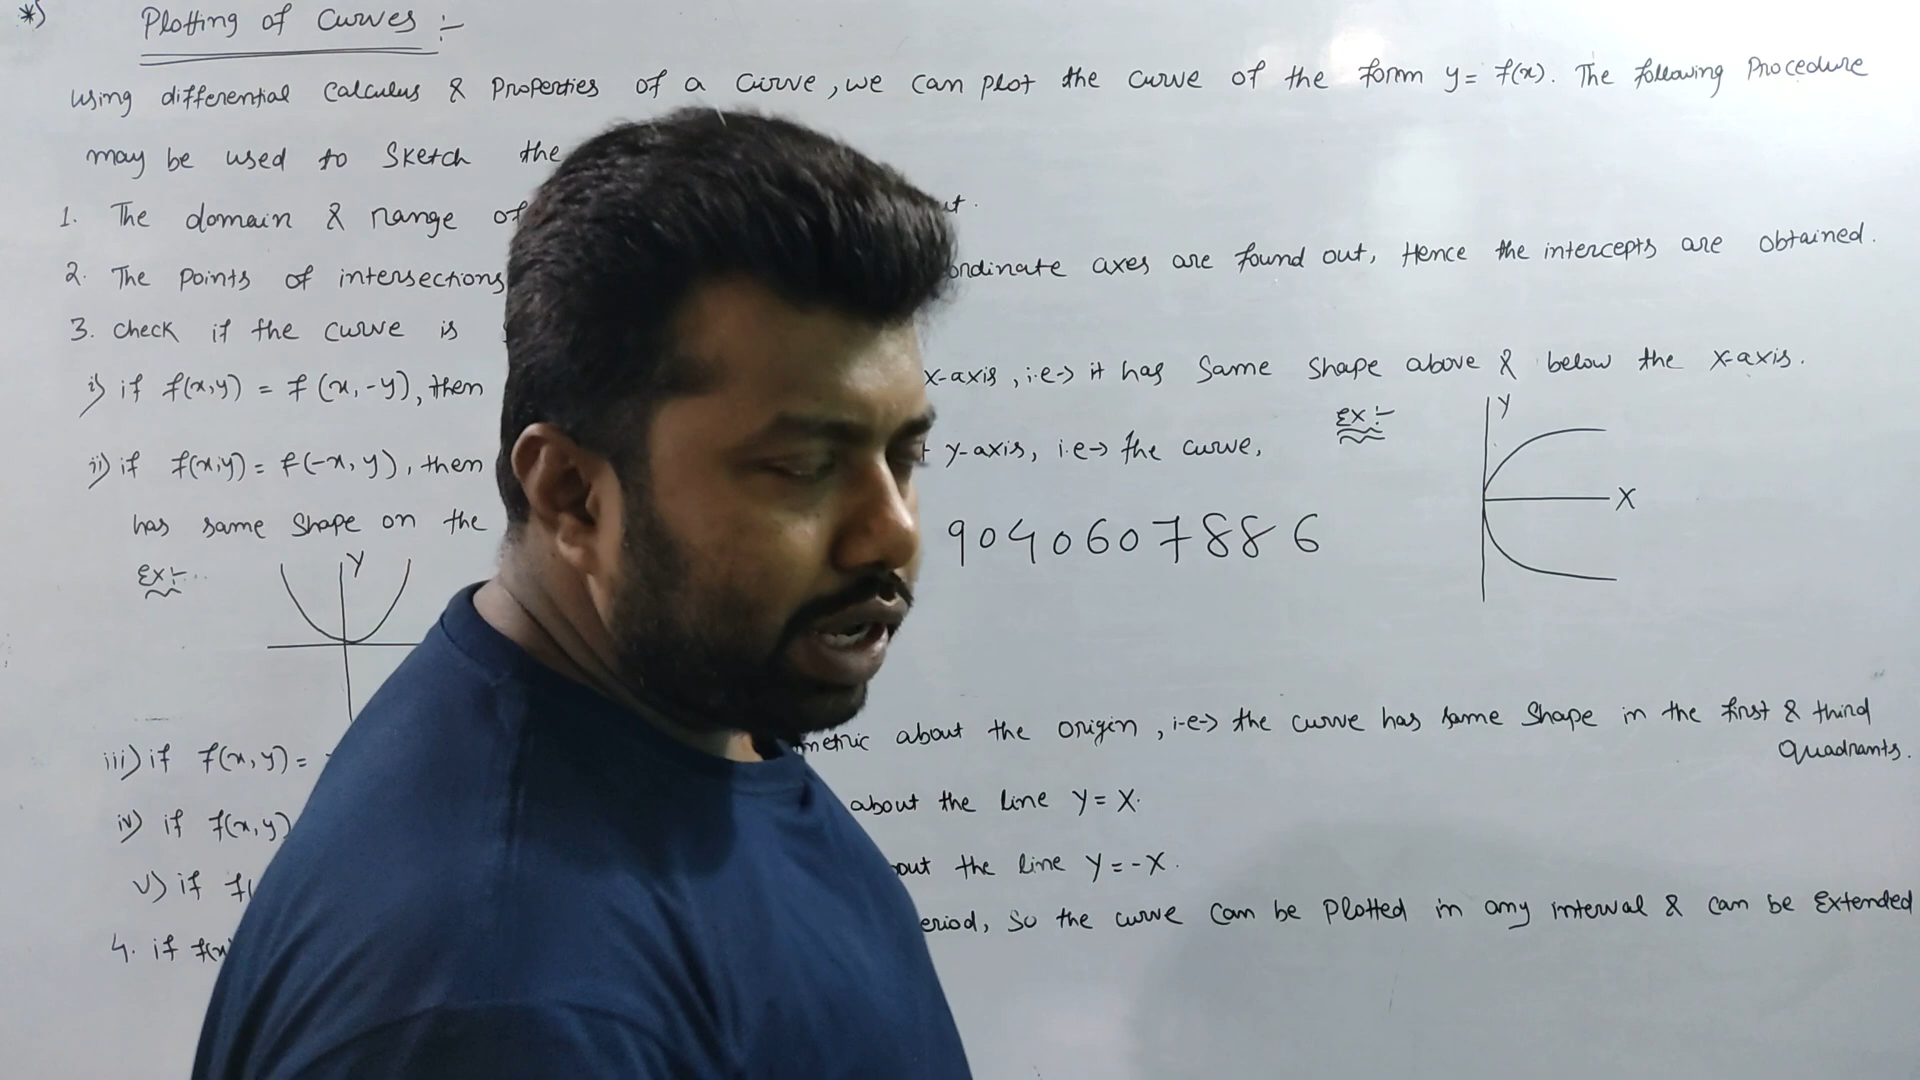 *) Plotting of Curves :-
using differential calculus & Properties of a curve, we can plot the curve of the form y = f(x). The following Procedure
may be used to Sketch the
1. The domain & range of
2. The points of intersections ordinate axes are found out, Hence the intercepts are obtained.
3. check if the curve is
i) if f(x,y) = f(x,-y), then x-axis, i.e→ it has Same Shape above & below the x-axis.
ii) if f(x,y) = f(-x, y), then y-axis, i.e→ the curve,
has same shape on the
Ex:-
Y
X
9040607886
Ex:-
Y
iii) if f(x,y) = metric about the origin, i-e→ the curve has same Shape in the first & third
quadrants.
iv) if f(x,y) about the line y = x.
v) if f( out the line y = -x.
4. if f(x eriod, So the curve can be Plotted in any interval & can be Extended